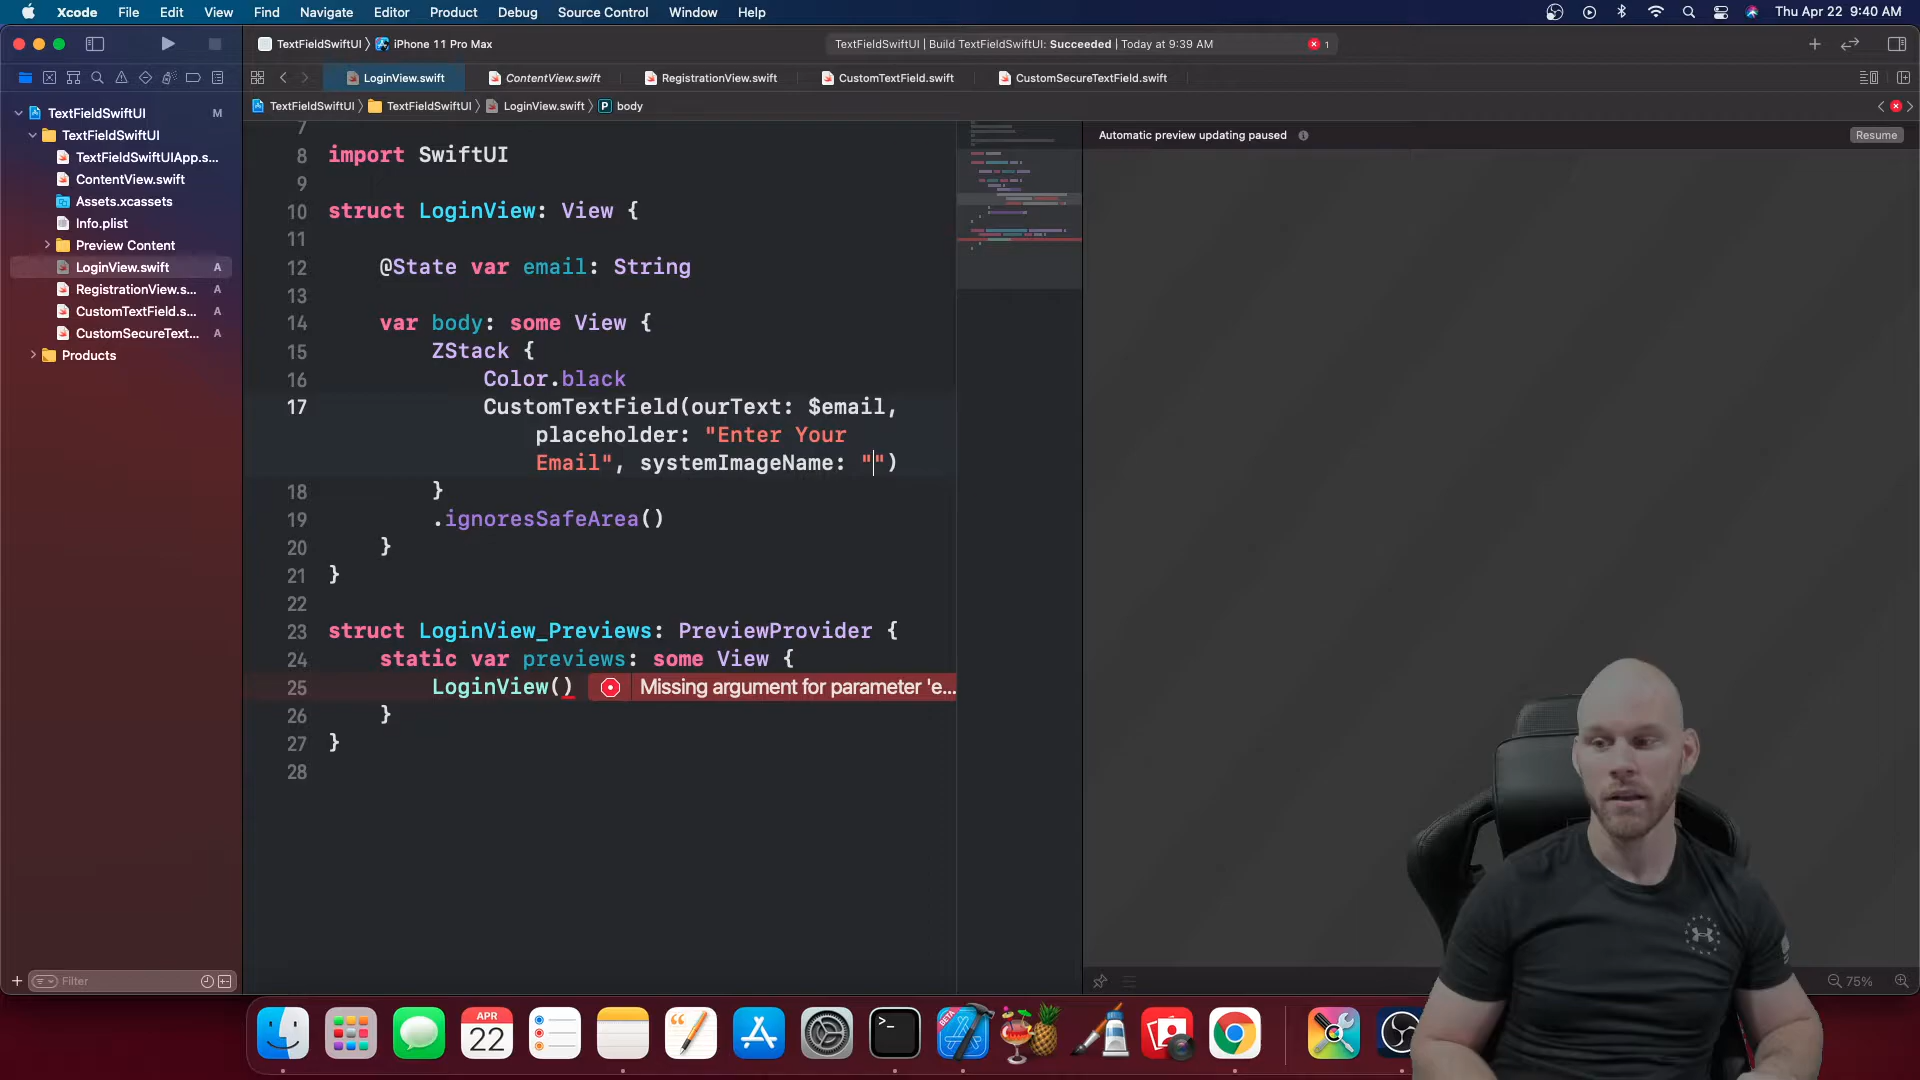 Xcode File Edit View Find Navigate Editor Product Debug Source Control Window Help Thu Apr 22 9:40 AM
TextFieldSwiftUI iPhone 11 Pro Max TextFieldSwiftUI | Build TextFieldSwiftUI: Succeeded | Today at 9:39 AM 1
LoginView.swift ContentView.swift RegistrationView.swift CustomTextField.swift CustomSecureTextField.swift
TextFieldSwiftUI TextFieldSwiftUI LoginView.swift P body
TextFieldSwiftUI M
TextFieldSwiftUI
TextFieldSwiftUIApp.s...
ContentView.swift
Assets.xcassets
Info.plist
Preview Content
LoginView.swift A
RegistrationView.s... A
CustomTextField.s... A
CustomSecureText... A
Products
Filter
7
8 import SwiftUI
9
10 struct LoginView: View {
11
12 @State var email: String
13
14 var body: some View {
15 ZStack {
16 Color.black
17 CustomTextField(ourText: $email,
placeholder: "Enter Your
Email", systemImageName: "")
18 }
19 .ignoresSafeArea()
20 }
21 }
22
23 struct LoginView_Previews: PreviewProvider {
24 static var previews: some View {
25 LoginView() Missing argument for parameter 'e...
26 }
27 }
28
Automatic preview updating paused Resume
75%
APR
22
BETA